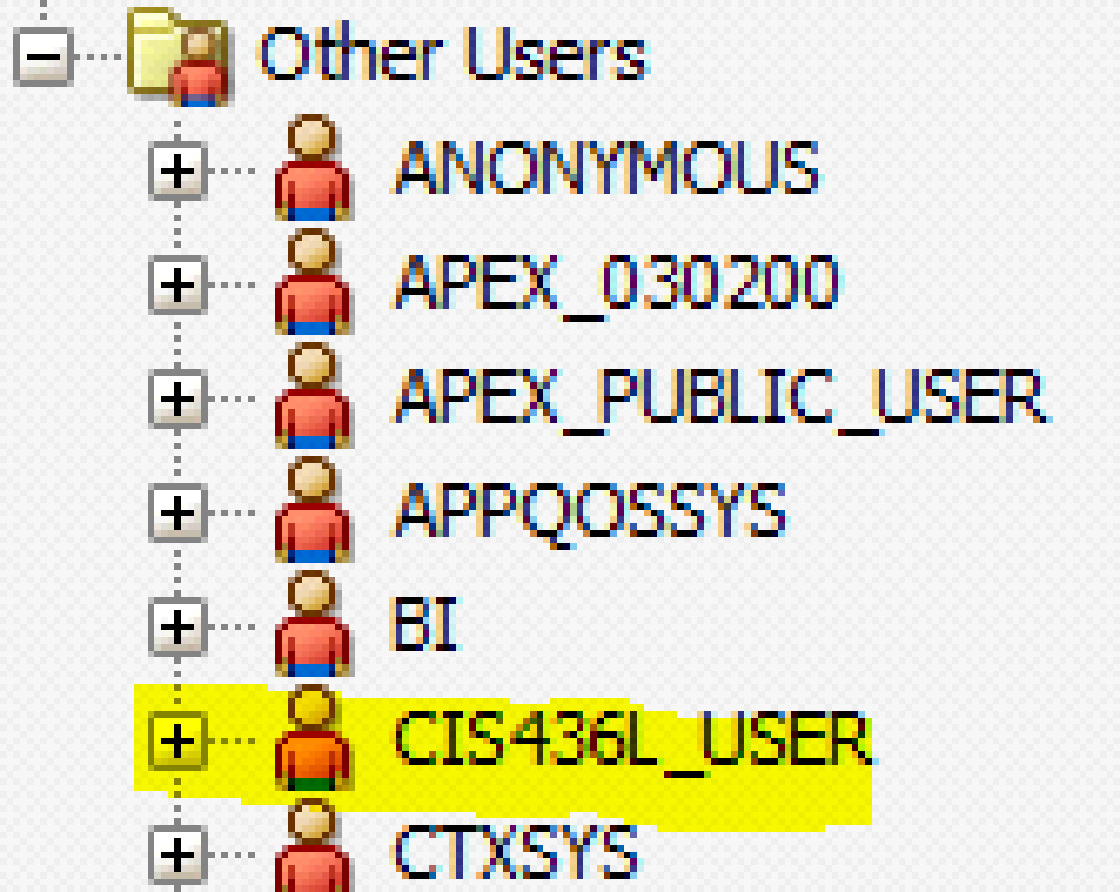 Other Users
ANONYMOUS
APEX_030200
APEX_PUBLIC_USER
APPQOSSYS
BI
CIS436L_USER
CTXSYS